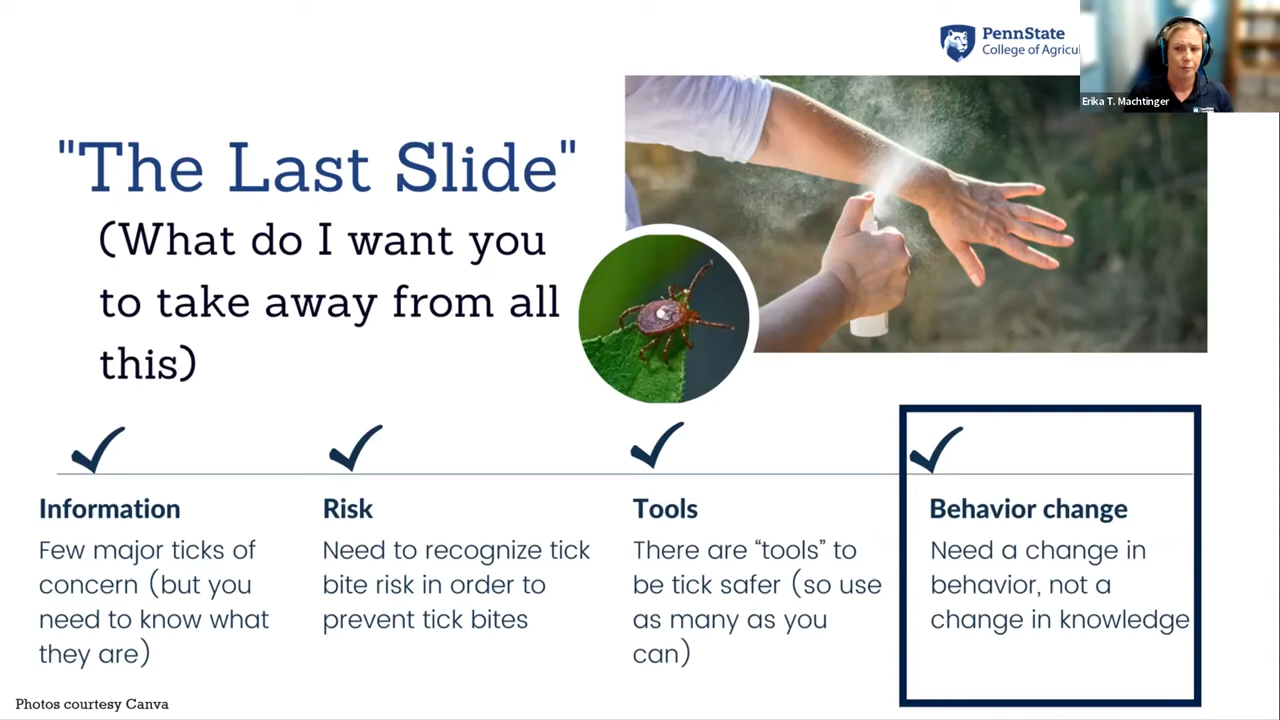 PennState
College of Agricul
Erika T. Machtinger
"The Last Slide"
(What do I want you
to take away from all
this)
Information
Few major ticks of
concern (but you
need to know what
they are)
Risk
Need to recognize tick
bite risk in order to
prevent tick bites
Tools
There are “tools” to
be tick safer (so use
as many as you
can)
Behavior change
Need a change in
behavior, not a
change in knowledge
Photos courtesy Canva